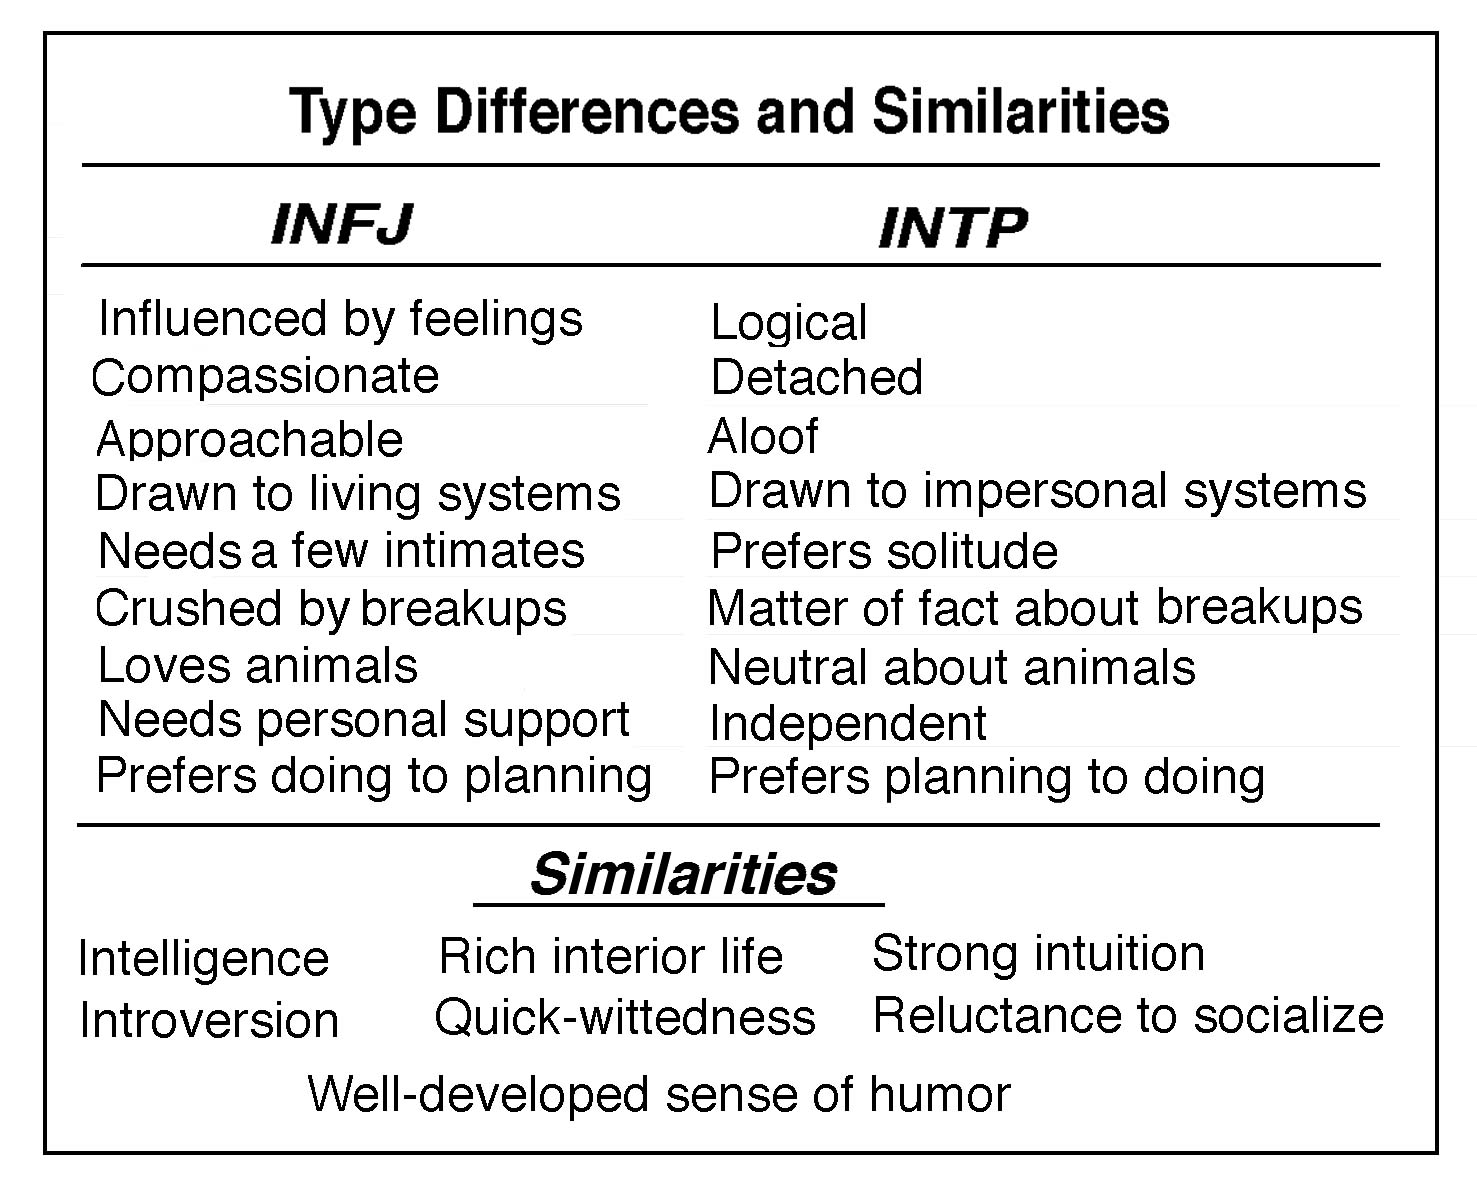 Type Differences and Similarities
INFJ INTP
Influenced by feelings Logical
Compassionate Detached
Approachable Aloof
Drawn to living systems Drawn to impersonal systems
Needs a few intimates Prefers solitude
Crushed by breakups Matter of fact about breakups
Loves animals Neutral about animals
Needs personal support Independent
Prefers doing to planning Prefers planning to doing
Similarities
Intelligence Rich interior life Strong intuition
Introversion Quick-wittedness Reluctance to socialize
Well-developed sense of humor